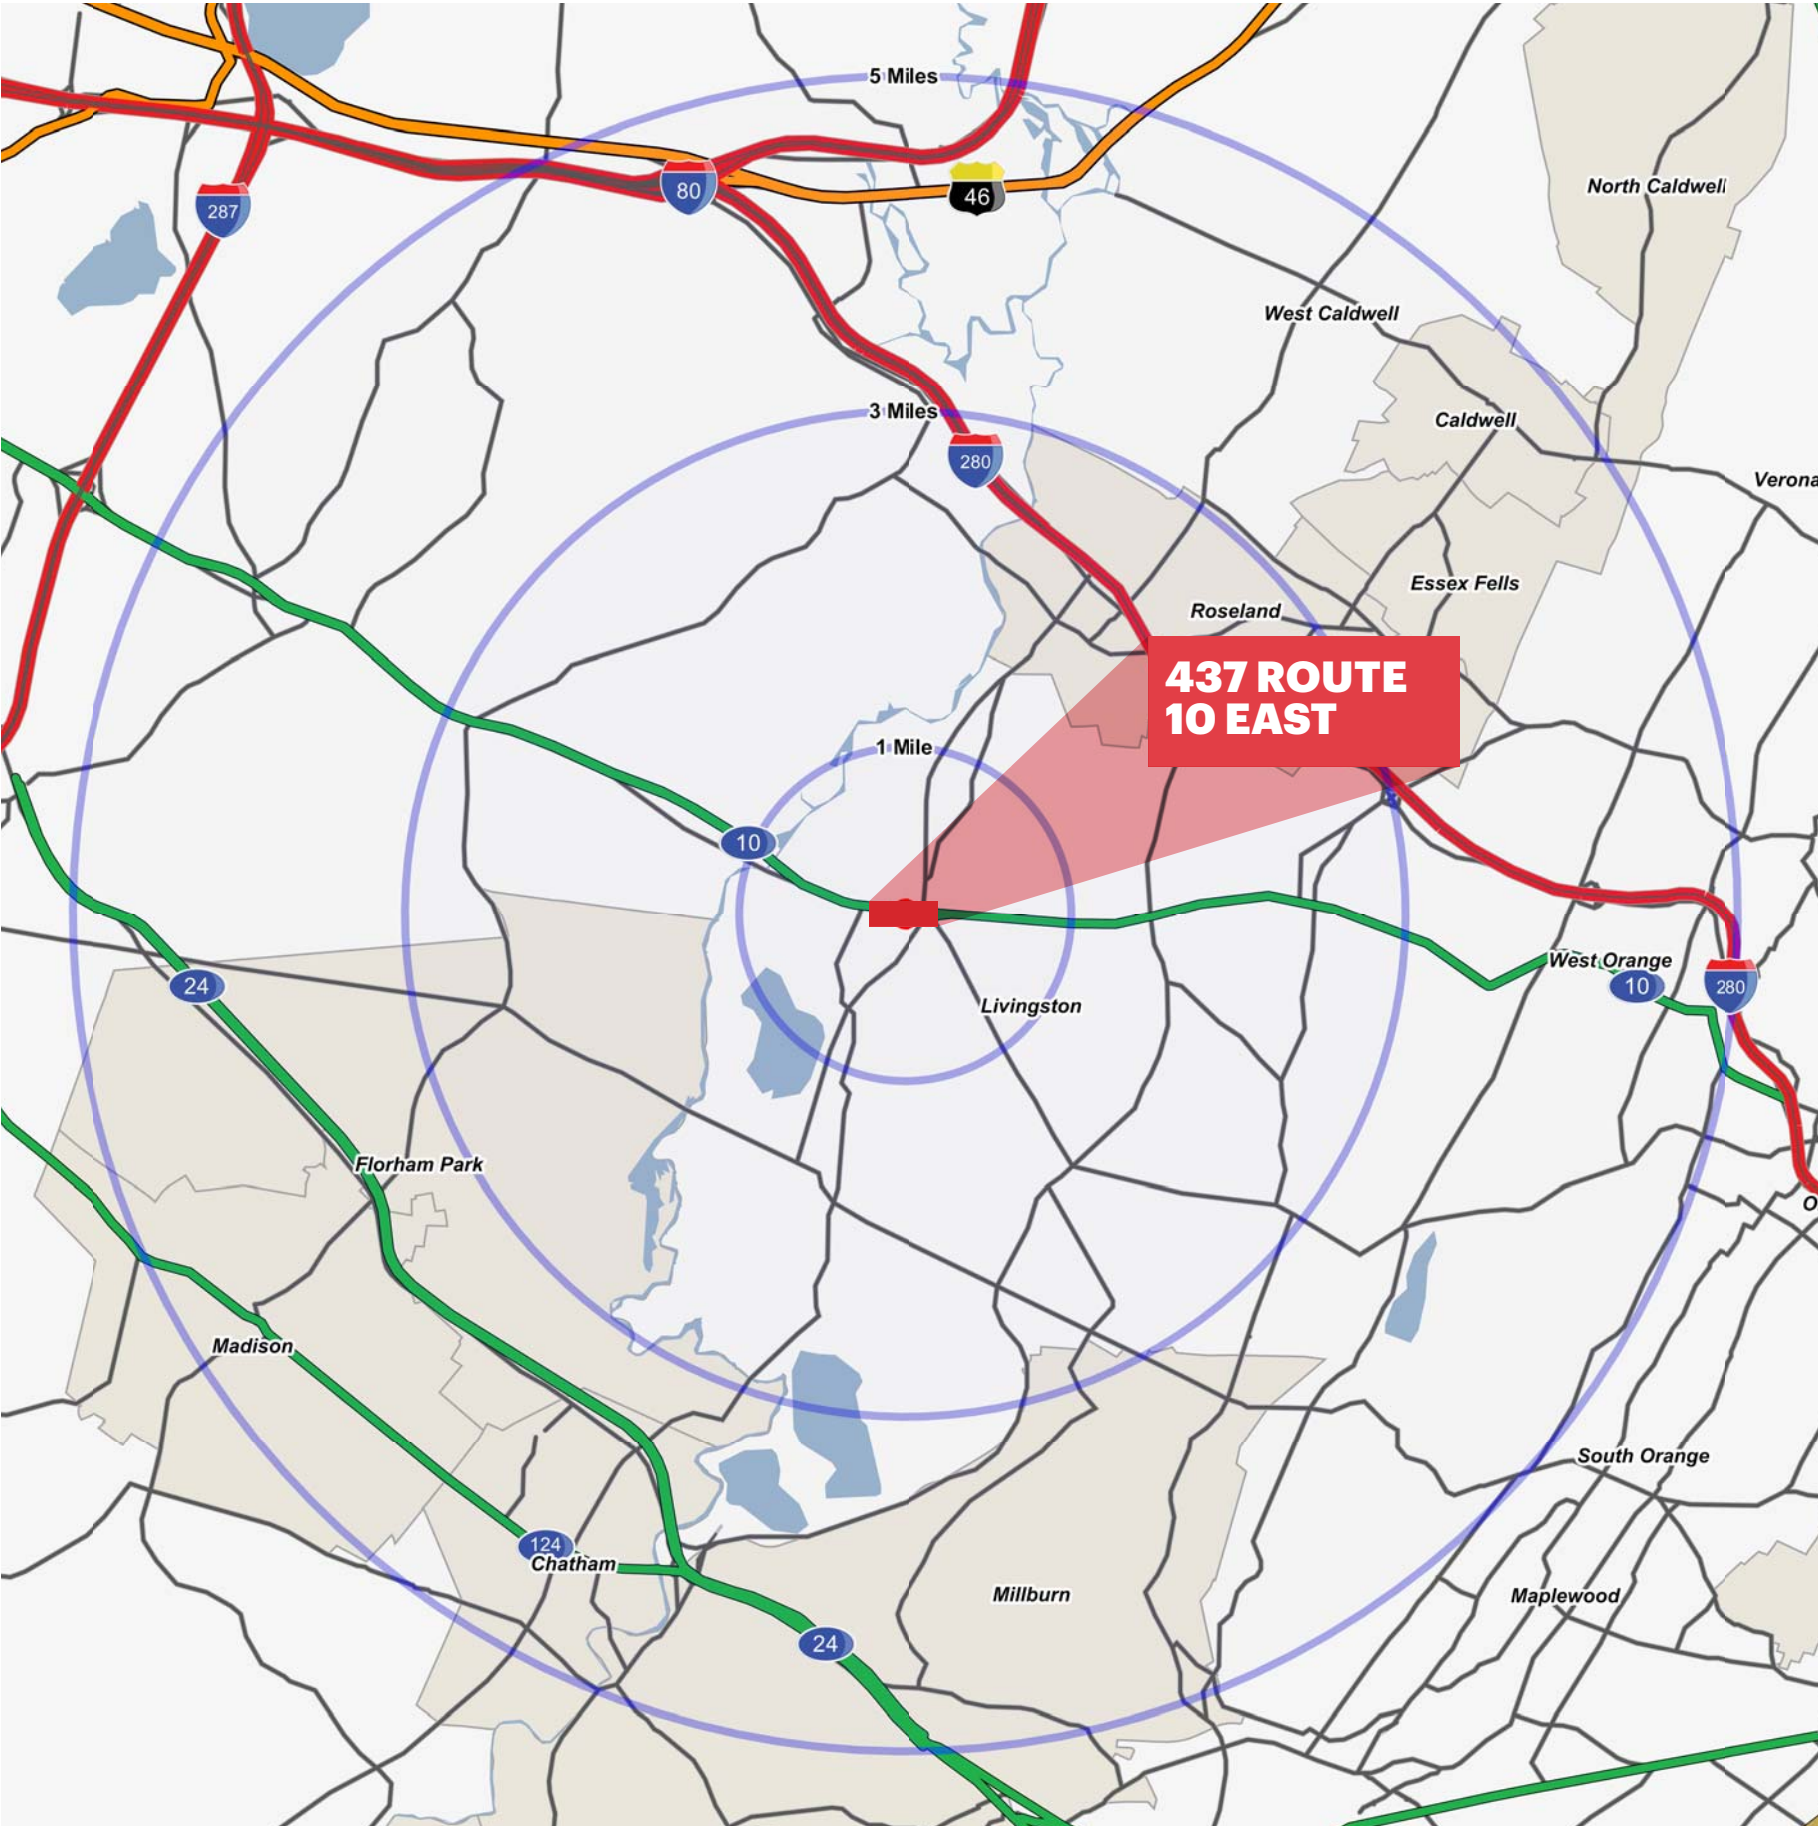 5 Miles
80
46
287
North Caldwell
West Caldwell
3 Miles
Caldwell
280
Verona
Essex Fells
Roseland
437 ROUTE
10 EAST
1 Mile
10
West Orange
24
10
280
Livingston
Florham Park
O
Madison
South Orange
124
Chatham
Millburn
Maplewood
24